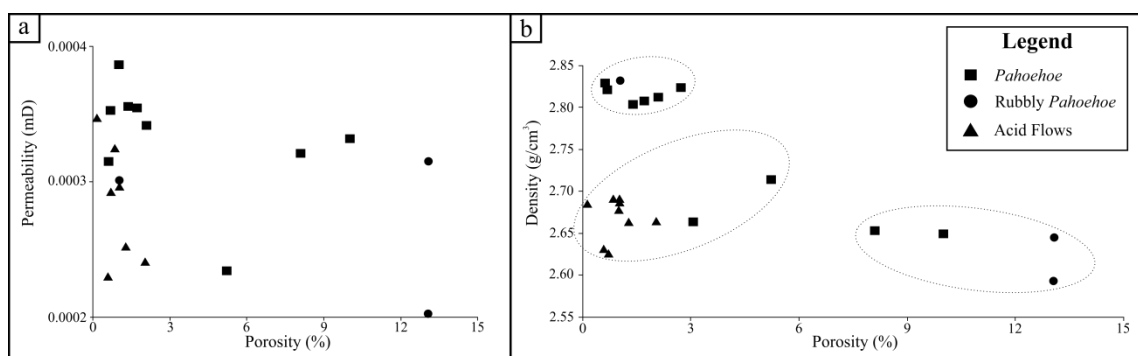 a
Permeability (mD)
0.0004
0.0003
0.0002
0
3
6
9
12
15
Porosity (%)
b
Density (g/cm³)
2.85
2.80
2.75
2.70
2.65
2.60
2.55
0
3
6
9
12
15
Porosity (%)
Legend
Pahoehoe
Rubbly Pahoehoe
Acid Flows